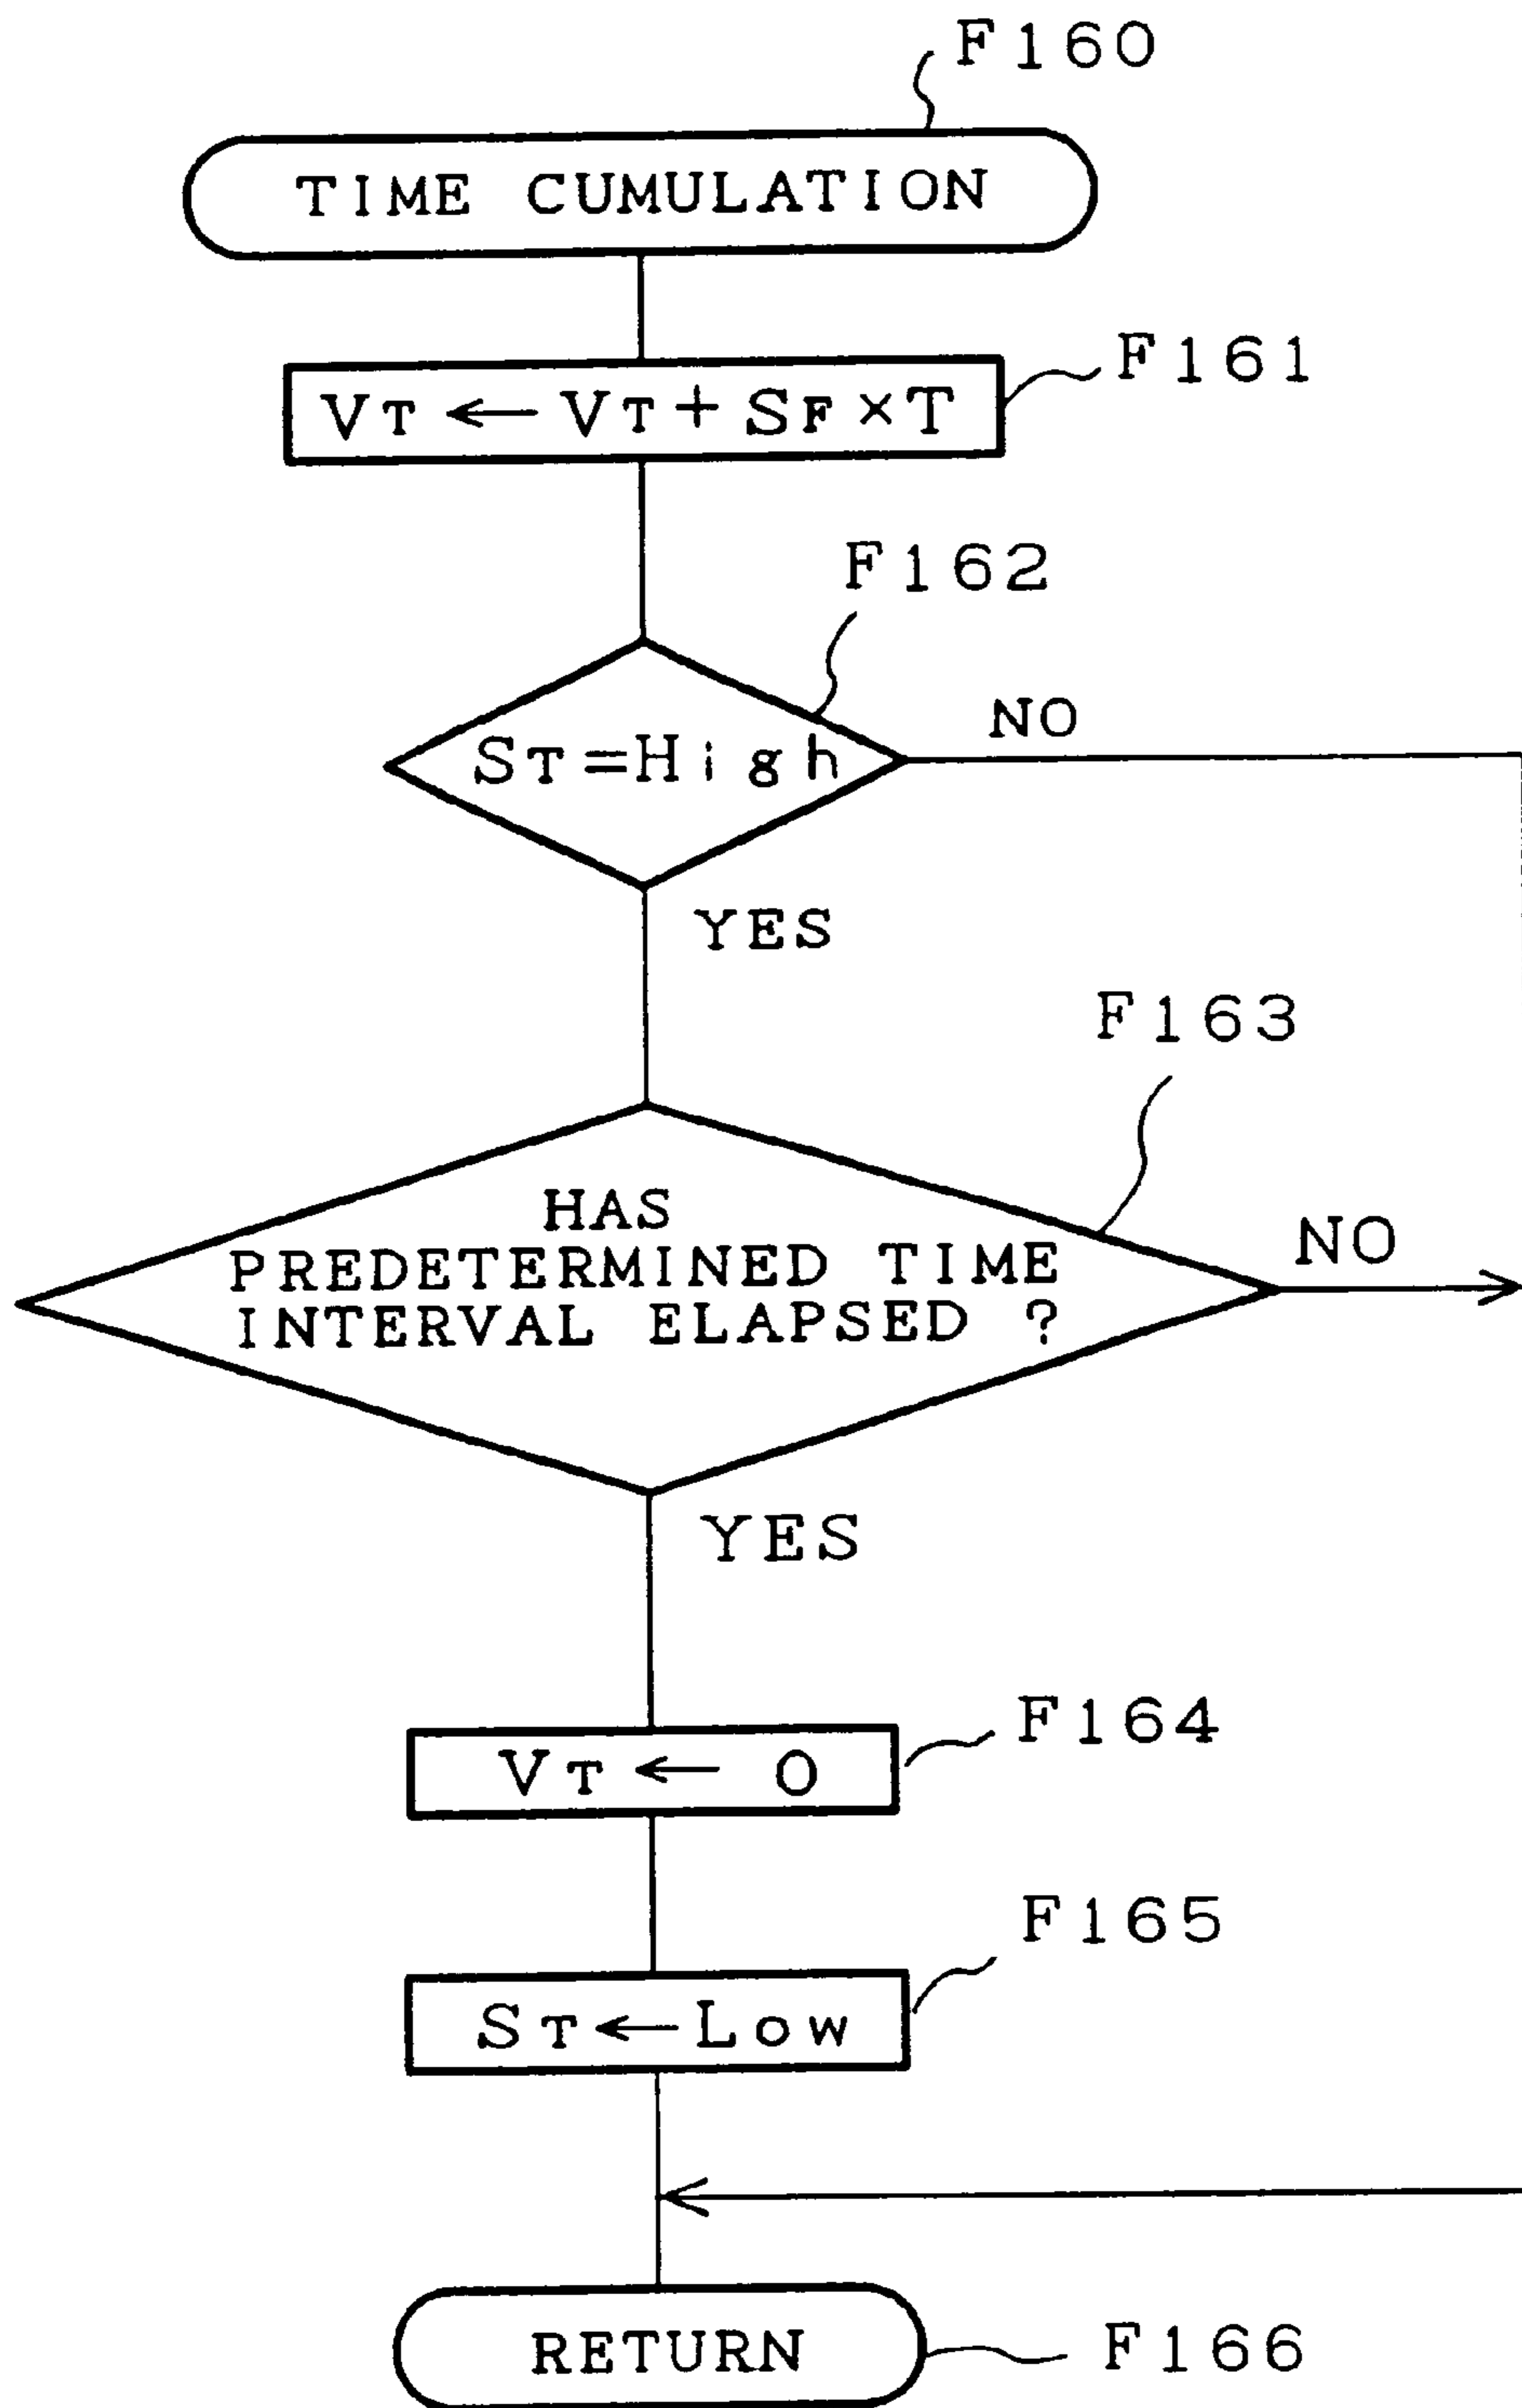 F160
TIME CUMULATION
F161
VT ← VT + SF × T
F162
ST=High
NO
YES
F163
HAS
PREDETERMINED TIME
INTERVAL ELAPSED ?
NO
YES
F164
VT ← 0
F165
ST ← Low
RETURN
F166